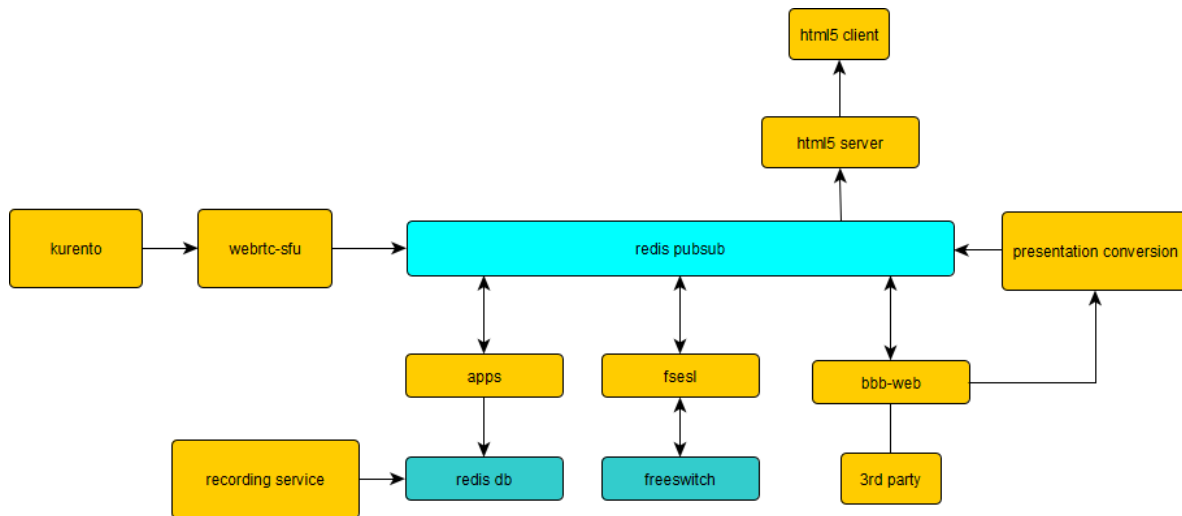 html5 client
html5 server
kurento
webrtc-sfu
redis pubsub
presentation conversion
apps
fsesl
bbb-web
recording service
redis db
freeswitch
3rd party